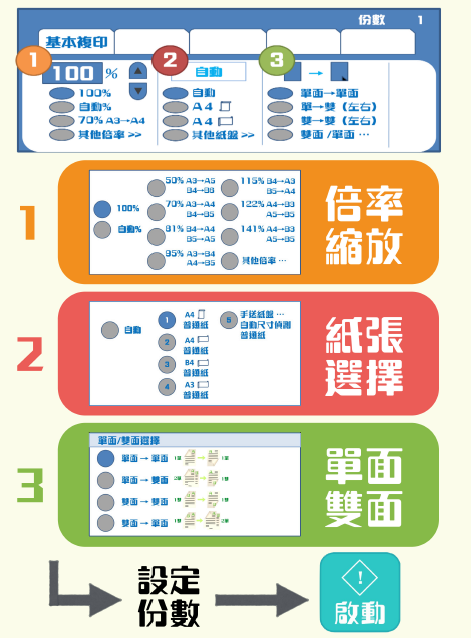 份數 1
基本複印
1 2 3
100 % 自動 →
100% 自動 單面→單面
自動% A4 單→雙（左右）
70% A3→A4 A4 雙→雙（左右）
其他倍率 >> 其他紙盤 >> 雙面 /單面 …
1
100%
自動%
50% A3→A5
B4→B6
70% A3→A4
B4→B5
81% B4→A4
B5→A5
95% A3→B4
A4→B5
115% B4→A3
B5→A4
122% A4→B3
A5→B5
141% A4→A3
A5→B5
其他倍率 …
倍率
縮放
2
自動
1 A4
普通紙
2 A4
普通紙
3 B4
普通紙
4 A3
普通紙
5 手送紙盤 …
自動尺寸偵測
普通紙
紙張
選擇
3
單面/雙面選擇
單面 → 單面
單面 → 雙面
雙面 → 雙面
雙面 → 單面
單面
雙面
設定
份數
!
啟動